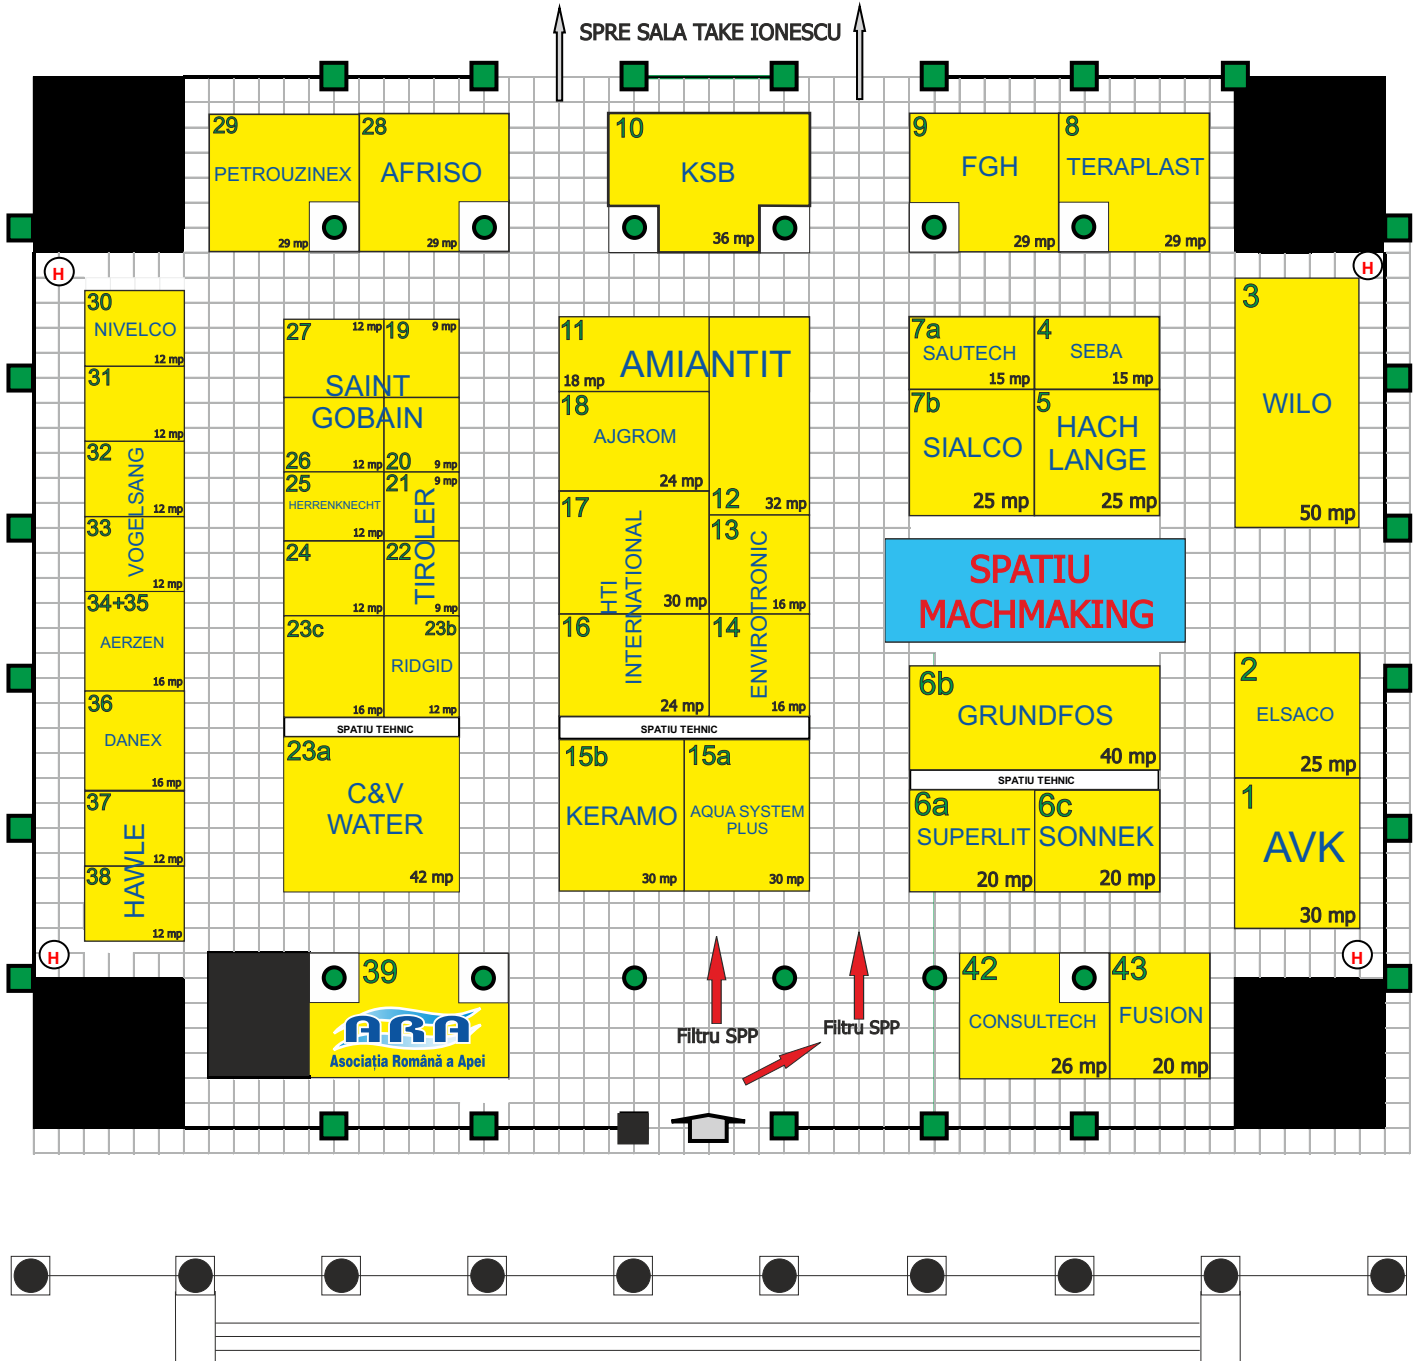 SPRE SALA TAKE IONESCU
29
PETROUZINEX
29 mp
28
AFRISO
29 mp
10
KSB
36 mp
9
FGH
29 mp
8
TERAPLAST
29 mp
H
H
30
NIVELCO
12 mp
31
12 mp
32
12 mp
VOGELSANG
33
12 mp
34+35
AERZEN
16 mp
36
DANEX
16 mp
37
12 mp
HAWLE
38
12 mp
27
12 mp
19
9 mp
SAINT
GOBAIN
26
12 mp
20
9 mp
25
HERRENKNECHT
12 mp
21
9 mp
TIROLER
24
12 mp
22
9 mp
23c
16 mp
23b
RIDGID
12 mp
SPATIU TEHNIC
23a
C&V
WATER
42 mp
11
AMIANTIT
18 mp
18
AJGROM
24 mp
12
32 mp
17
HTI
INTERNATIONAL
30 mp
13
ENVIROTRONIC
16 mp
16
24 mp
14
16 mp
SPATIU TEHNIC
15b
KERAMO
30 mp
15a
AQUA SYSTEM
PLUS
30 mp
7a
SAUTECH
15 mp
4
SEBA
15 mp
7b
SIALCO
25 mp
5
HACH
LANGE
25 mp
3
WILO
50 mp
SPATIU
MACHMAKING
6b
GRUNDFOS
40 mp
SPATIU TEHNIC
6a
SUPERLIT
20 mp
6c
SONNEK
20 mp
2
ELSACO
25 mp
1
AVK
30 mp
H
H
39
ARA
Asociaţia Română a Apei
Filtru SPP
Filtru SPP
42
CONSULTECH
26 mp
43
FUSION
20 mp